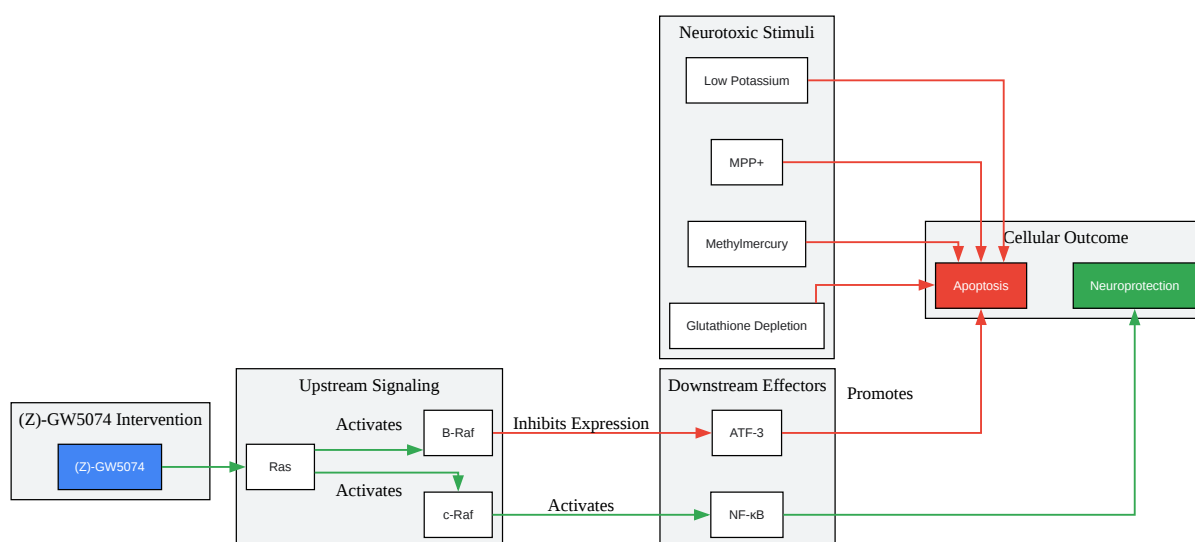 Neurotoxic Stimuli
Low Potassium
MPP+
Methylmercury
Glutathione Depletion
Cellular Outcome
Apoptosis
Neuroprotection
(Z)-GW5074 Intervention
(Z)-GW5074
Upstream Signaling
Ras
Activates
Activates
B-Raf
c-Raf
Inhibits Expression
Activates
Downstream Effectors
ATF-3
NF-κB
Promotes